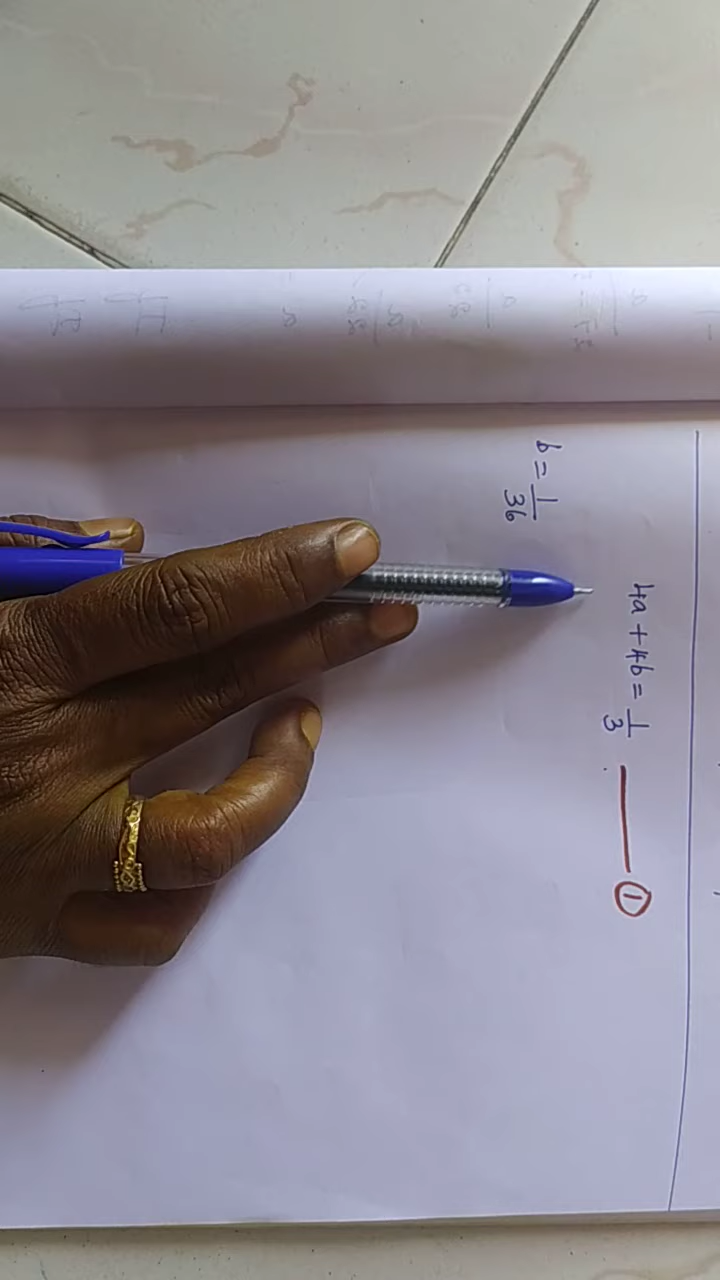 4a + 4b = 1/3 —— ①
b = 1/36